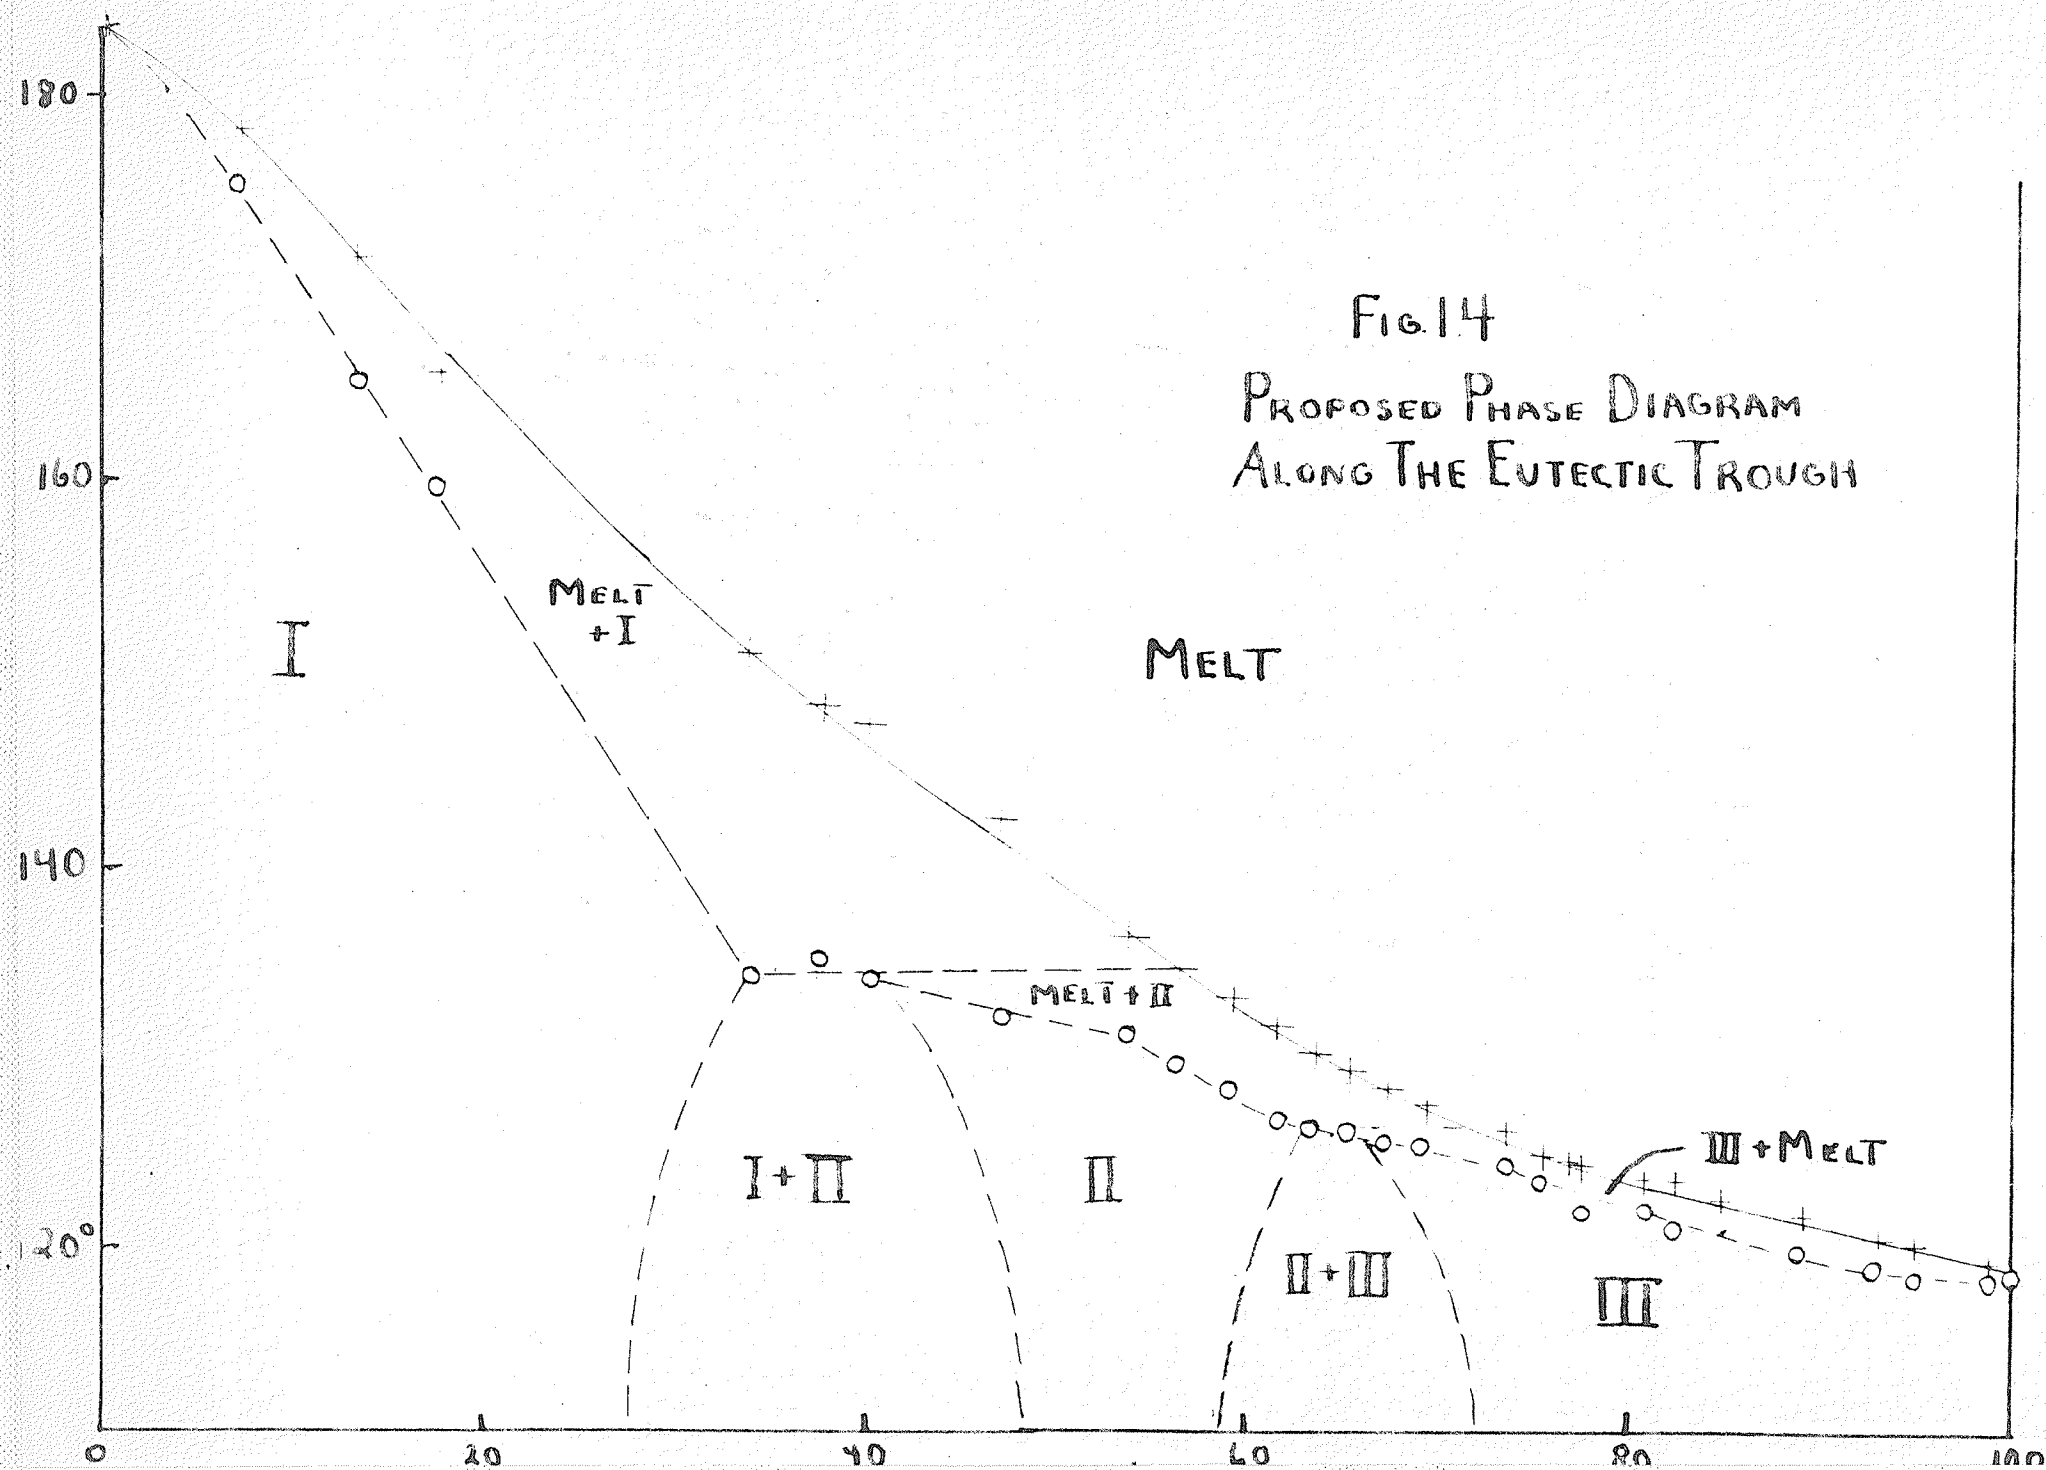 180
160
140
120°
Fig. 14
Proposed Phase Diagram
Along The Eutectic Trough
Melt
+ I
I
Melt
Melt + II
III + Melt
I + II
II
II + III
III
0 20 40 60 80 100